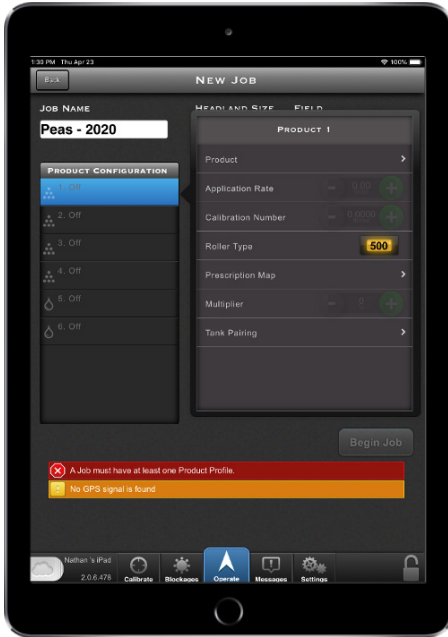 1:30 PM Thu Apr 23
100%
Back
NEW JOB
JOB NAME
HEADLAND SIZE
FIELD
Peas - 2020
PRODUCT 1
PRODUCT CONFIGURATION
1. Off
2. Off
3. Off
4. Off
5. Off
6. Off
Product
Application Rate
0.00
Calibration Number
0.0000
Roller Type
500
Prescription Map
Multiplier
0
Tank Pairing
Begin Job
A Job must have at least one Product Profile.
No GPS signal is found
Nathan 's iPad
2.0.6.478
Calibrate
Blockages
Operate
Messages
Settings